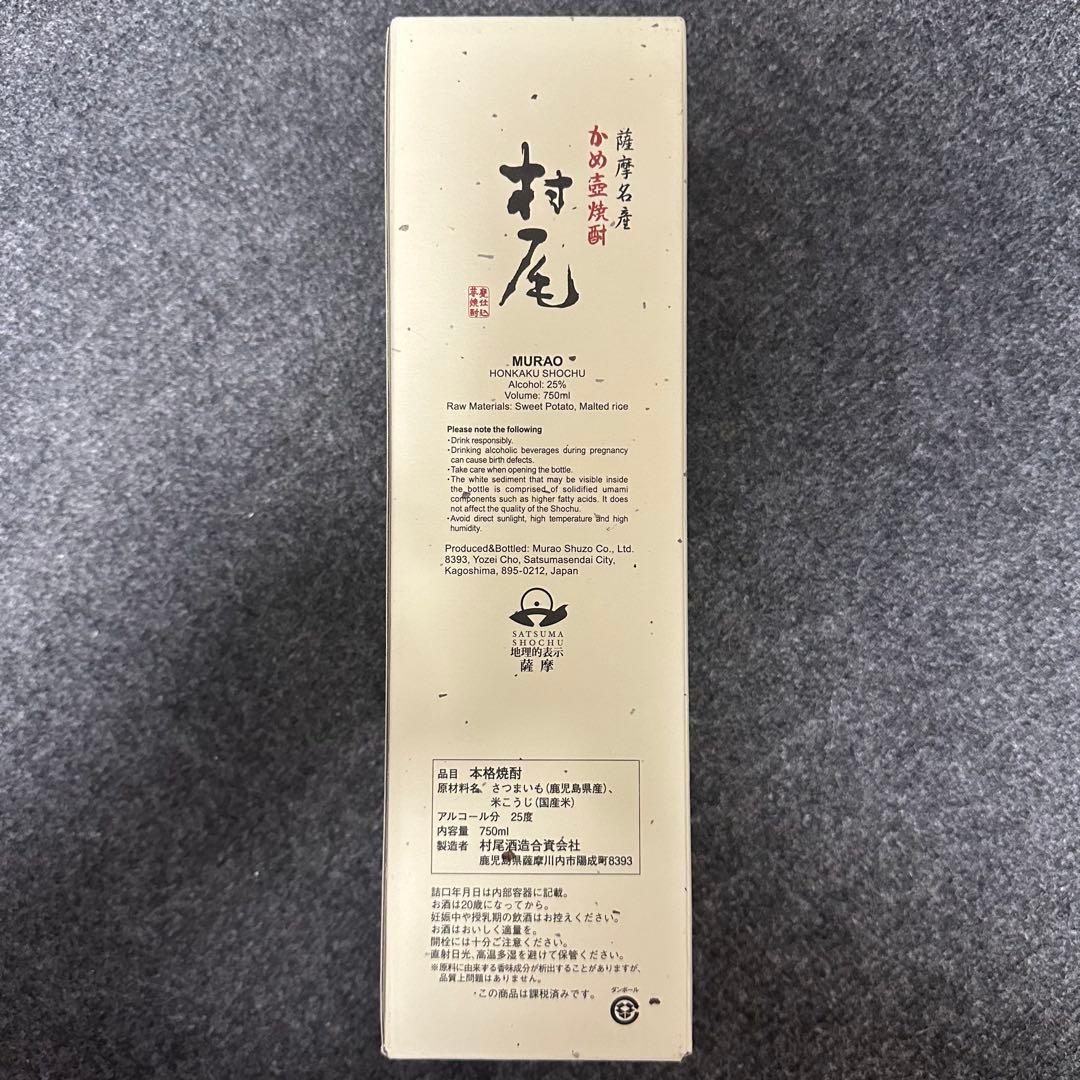 薩摩名産
かめ壺焼酎
村尾
甕仕込
芋焼酎
MURAO
HONKAKU SHOCHU
Alcohol: 25%
Volume: 750ml
Raw Materials: Sweet Potato, Malted rice
Please note the following
・Drink responsibly.
・Drinking alcoholic beverages during pregnancy
can cause birth defects.
・Take care when opening the bottle.
・The white sediment that may be visible inside
the bottle is comprised of solidified umami
components such as higher fatty acids. It does
not affect the quality of the Shochu.
・Avoid direct sunlight, high temperature and high
humidity.
Produced&Bottled: Murao Shuzo Co., Ltd.
8393, Yozei Cho, Satsumasendai City,
Kagoshima, 895-0212, Japan
SATSUMA
SHOCHU
地理的表示
薩摩
品目 本格焼酎
原材料名 さつまいも(鹿児島県産)、
米こうじ(国産米)
アルコール分 25度
内容量 750ml
製造者 村尾酒造合資会社
鹿児島県薩摩川内市陽成町8393
詰口年月日は内部容器に記載。
お酒は20歳になってから。
妊娠中や授乳期の飲酒はお控えください。
お酒はおいしく適量を。
開栓には十分ご注意ください。
直射日光、高温多湿を避けて保管ください。
※原料に由来する香味成分が析出することがありますが、
品質上問題はありません。
・この商品は課税済みです。
ダンボール